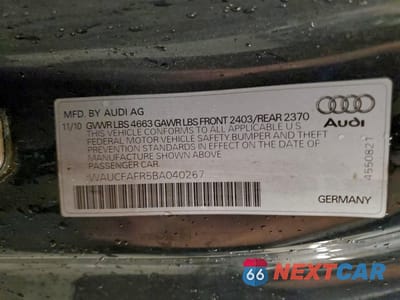 MFD. BY AUDI AG
11/10 GVWR LBS 4663 GAWR LBS FRONT 2403/REAR 2370
THIS VEHICLE CONFORMS TO ALL APPLICABLE U.S.
FEDERAL MOTOR VEHICLE SAFETY, BUMPER AND THEFT
PREVENTION STANDARDS IN EFFECT ON THE DATE OF
MANUFACTURE SHOWN ABOVE.
PASSENGER CAR.
WAUCFAFR5BA040267
GERMANY
Audi
4550821
66 NEXTCAR